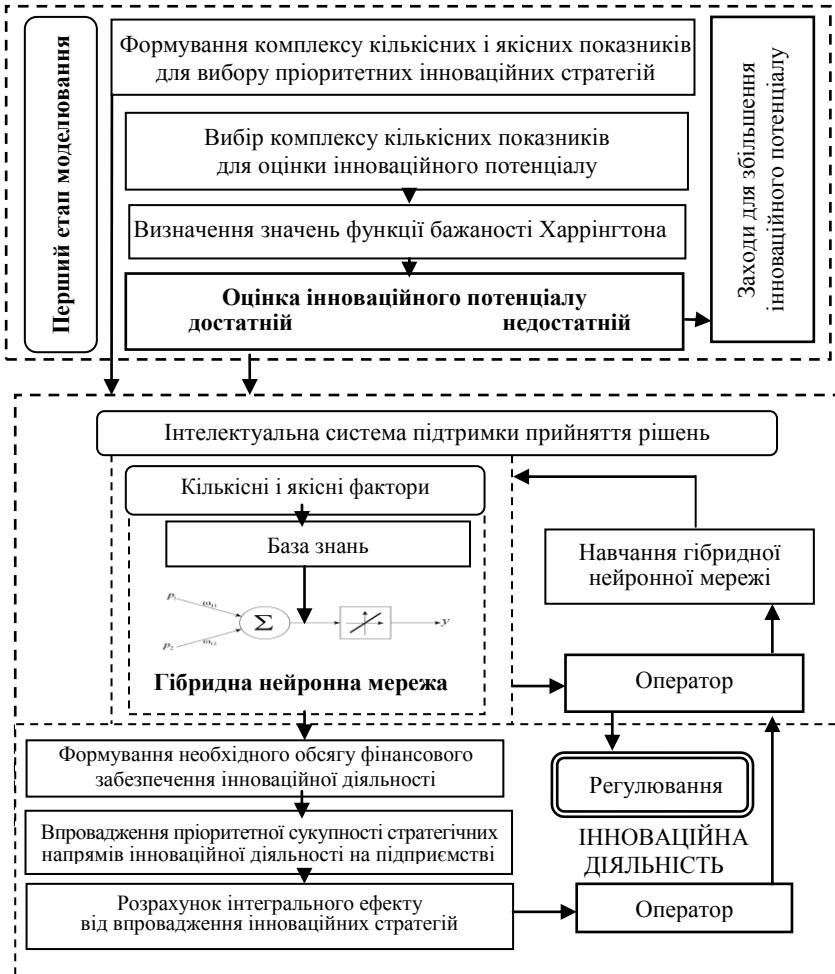 Перший етап моделювання
Формування комплексу кількісних і якісних показників
для вибору пріоритетних інноваційних стратегій
Вибір комплексу кількісних показників
для оцінки інноваційного потенціалу
Визначення значень функції бажаності Харрінгтона
Оцінка інноваційного потенціалу
достатній недостатній
Заходи для збільшення
інноваційного потенціалу
Інтелектуальна система підтримки прийняття рішень
Кількісні і якісні фактори
База знань
p₁
ω₁₁
Σ
y
p₂
ω₁₂
Гібридна нейронна мережа
Навчання гібридної
нейронної мережі
Оператор
Формування необхідного обсягу фінансового
забезпечення інноваційної діяльності
Впровадження пріоритетної сукупності стратегічних
напрямів інноваційної діяльності на підприємстві
Розрахунок інтегрального ефекту
від впровадження інноваційних стратегій
Регулювання
ІННОВАЦІЙНА
ДІЯЛЬНІСТЬ
Оператор